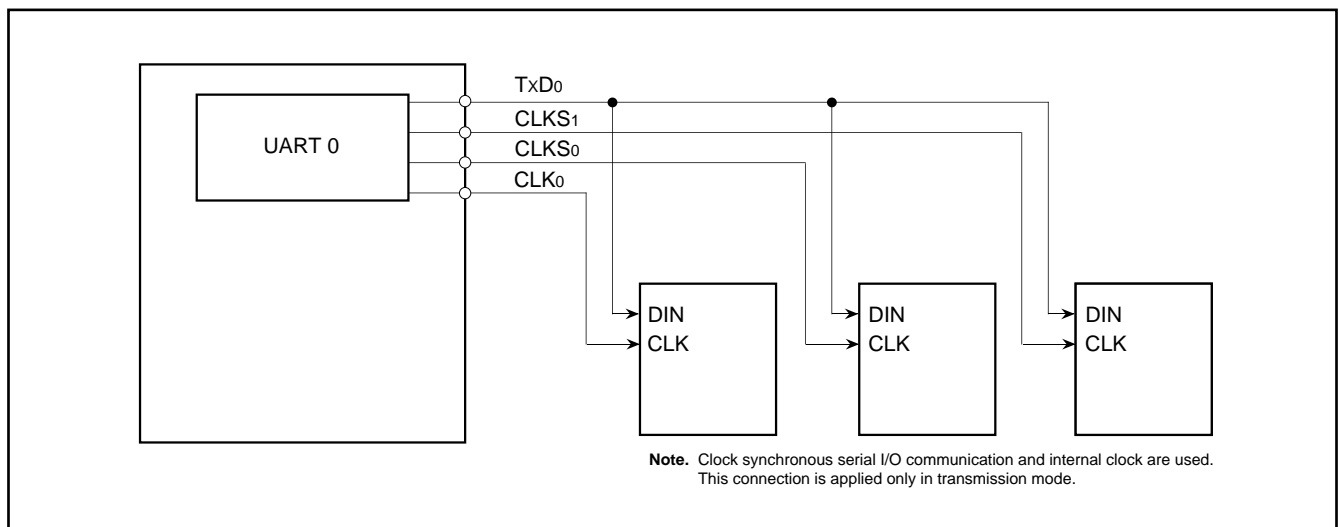 TxD0
CLKS1
UART 0
CLKS0
CLK0
DIN
CLK
DIN
CLK
DIN
CLK
Note. Clock synchronous serial I/O communication and internal clock are used.
This connection is applied only in transmission mode.